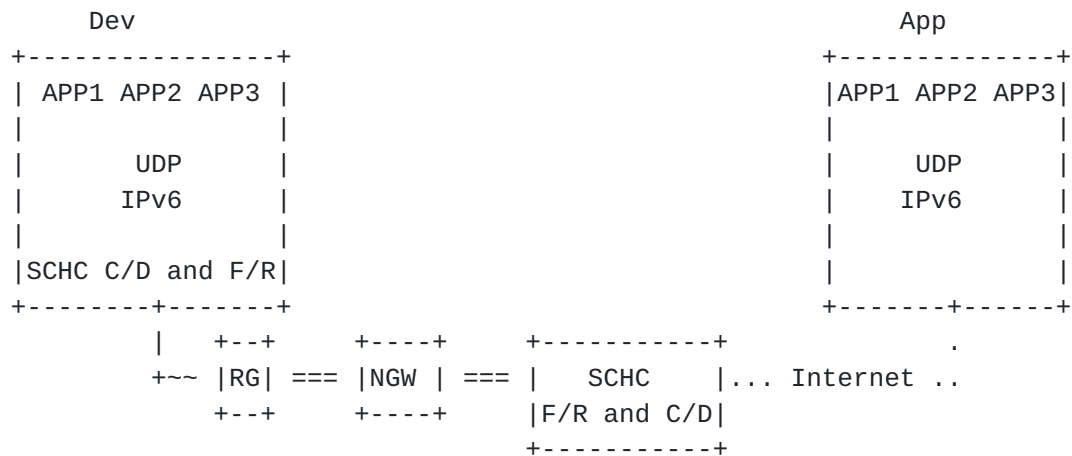 Dev App
+----------------+ +--------------+
| APP1 APP2 APP3 | |APP1 APP2 APP3|
| | | |
| UDP | | UDP |
| IPv6 | | IPv6 |
| | | |
|SCHC C/D and F/R| | |
+--------+-------+ +-------+------+
| +--+ +----+ +-----------+ .
+~~ |RG| === |NGW | === | SCHC |... Internet ..
+--+ +----+ |F/R and C/D|
+-----------+